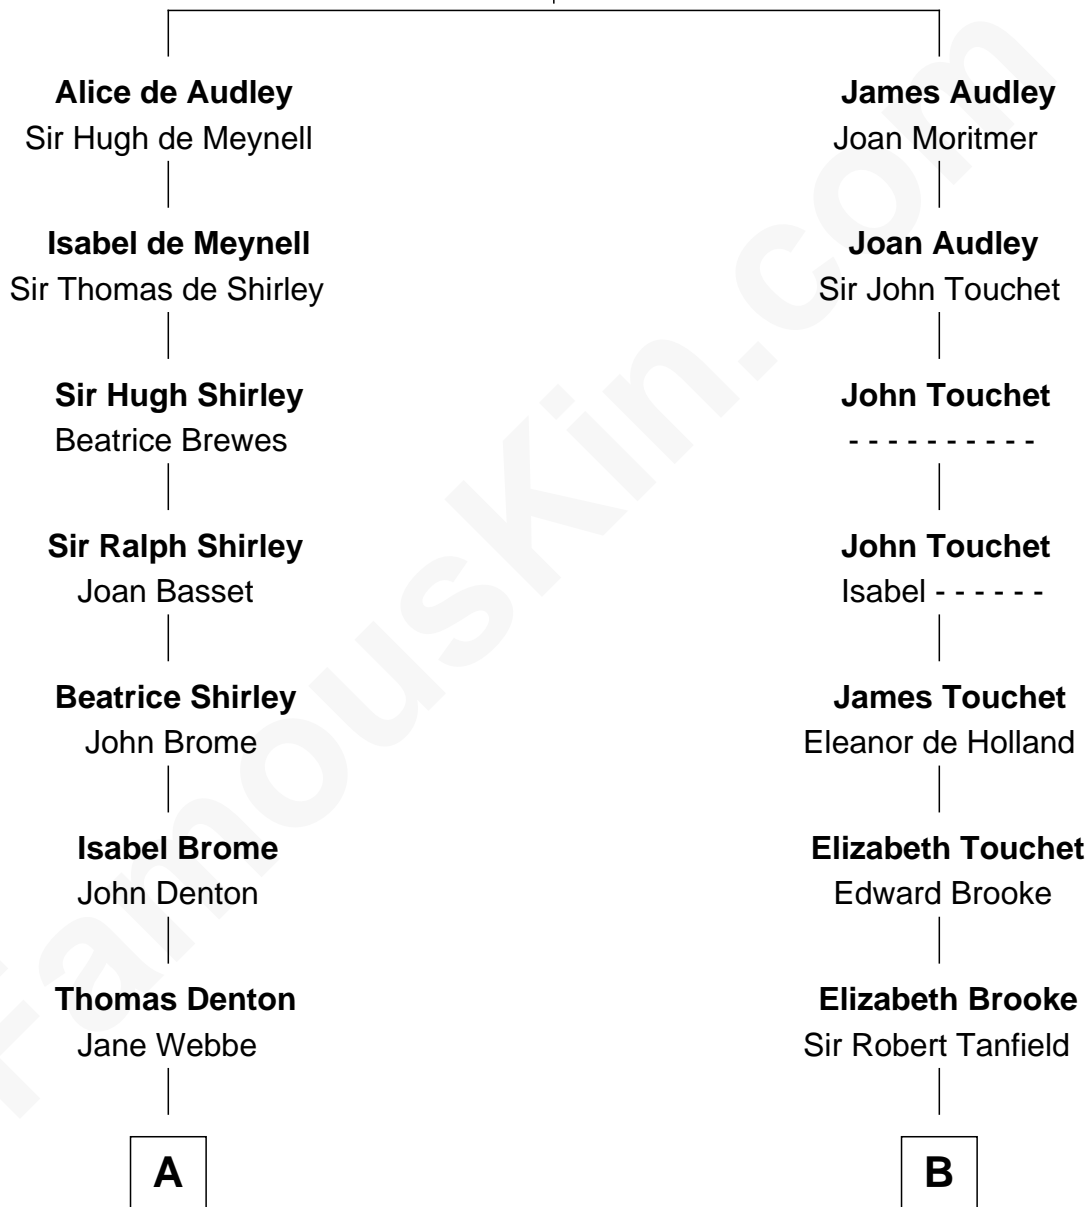 Alice de Audley
Sir Hugh de Meynell
Isabel de Meynell
Sir Thomas de Shirley
Sir Hugh Shirley
Beatrice Brewes
Sir Ralph Shirley
Joan Basset
Beatrice Shirley
John Brome
Isabel Brome
John Denton
Thomas Denton
Jane Webbe
A
James Audley
Joan Moritmer
Joan Audley
Sir John Touchet
John Touchet
- - - - - - - - - -
John Touchet
Isabel - - - - - -
James Touchet
Eleanor de Holland
Elizabeth Touchet
Edward Brooke
Elizabeth Brooke
Sir Robert Tanfield
B
FamousKin.com